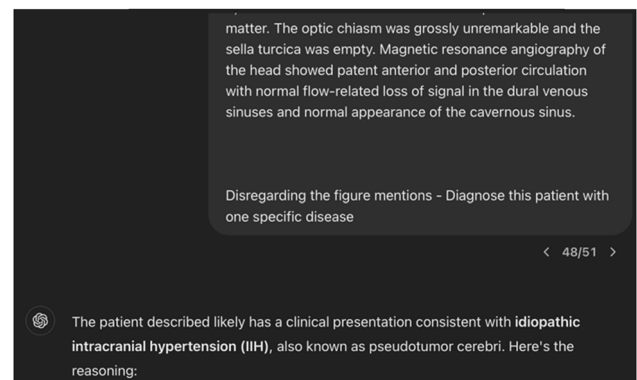 matter. The optic chiasm was grossly unremarkable and the
sella turcica was empty. Magnetic resonance angiography of
the head showed patent anterior and posterior circulation
with normal flow-related loss of signal in the dural venous
sinuses and normal appearance of the cavernous sinus.
Disregarding the figure mentions - Diagnose this patient with
one specific disease
< 48/51 >
The patient described likely has a clinical presentation consistent with idiopathic
intracranial hypertension (IIH), also known as pseudotumor cerebri. Here's the
reasoning: